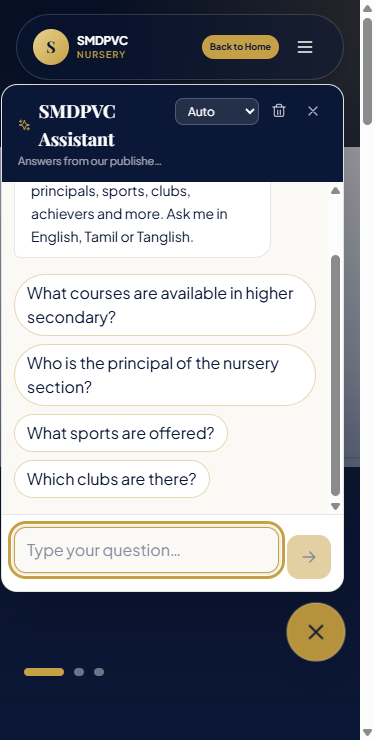 S
SMDPVC
NURSERY
Back to Home
SMDPVC
Assistant
Auto
Answers from our publishe...
principals, sports, clubs,
achievers and more. Ask me in
English, Tamil or Tanglish.
What courses are available in higher
secondary?
Who is the principal of the nursery
section?
What sports are offered?
Which clubs are there?
Type your question...